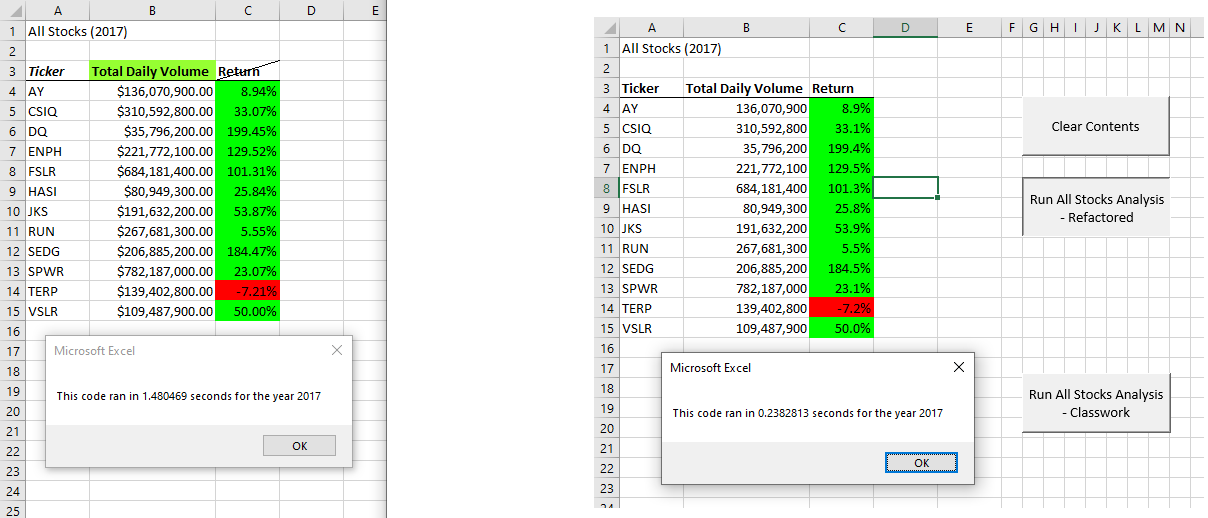 A B C D E
1 All Stocks (2017)
2
3 Ticker Total Daily Volume Return
4 AY $136,070,900.00 8.94%
5 CSIQ $310,592,800.00 33.07%
6 DQ $35,796,200.00 199.45%
7 ENPH $221,772,100.00 129.52%
8 FSLR $684,181,400.00 101.31%
9 HASI $80,949,300.00 25.84%
10 JKS $191,632,200.00 53.87%
11 RUN $267,681,300.00 5.55%
12 SEDG $206,885,200.00 184.47%
13 SPWR $782,187,000.00 23.07%
14 TERP $139,402,800.00 -7.21%
15 VSLR $109,487,900.00 50.00%
16
17
18
19
20
21
22
23
24
25
Microsoft Excel
This code ran in 1.480469 seconds for the year 2017
OK
A B C D E F G H I J K L M N
1 All Stocks (2017)
2
3 Ticker Total Daily Volume Return
4 AY 136,070,900 8.9%
5 CSIQ 310,592,800 33.1%
6 DQ 35,796,200 199.4%
7 ENPH 221,772,100 129.5%
8 FSLR 684,181,400 101.3%
9 HASI 80,949,300 25.8%
10 JKS 191,632,200 53.9%
11 RUN 267,681,300 5.5%
12 SEDG 206,885,200 184.5%
13 SPWR 782,187,000 23.1%
14 TERP 139,402,800 -7.2%
15 VSLR 109,487,900 50.0%
16
17
18
19
20
21
22
23
Microsoft Excel
This code ran in 0.2382813 seconds for the year 2017
OK
Clear Contents
Run All Stocks Analysis
- Refactored
Run All Stocks Analysis
- Classwork